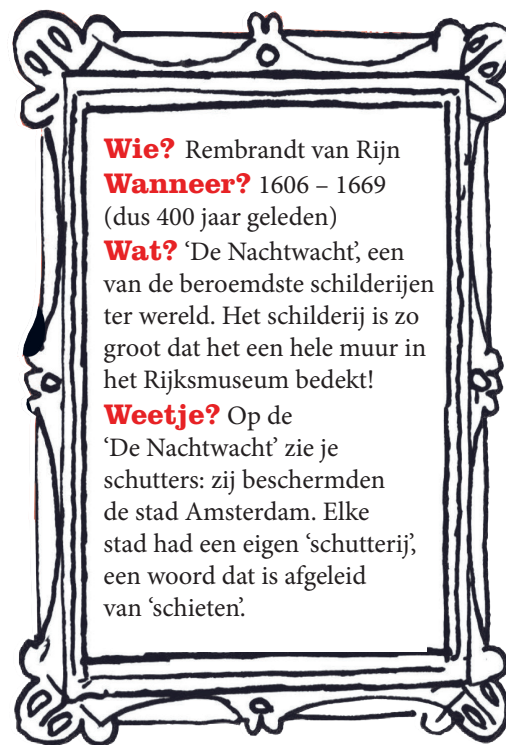 Wie? Rembrandt van Rijn
Wanneer? 1606 – 1669
(dus 400 jaar geleden)
Wat? ‘De Nachtwacht’, een
van de beroemdste schilderijen
ter wereld. Het schilderij is zo
groot dat het een hele muur in
het Rijksmuseum bedekt!
Weetje? Op de
‘De Nachtwacht’ zie je
schutters: zij beschermden
de stad Amsterdam. Elke
stad had een eigen ‘schutterij’,
een woord dat is afgeleid
van ‘schieten’.